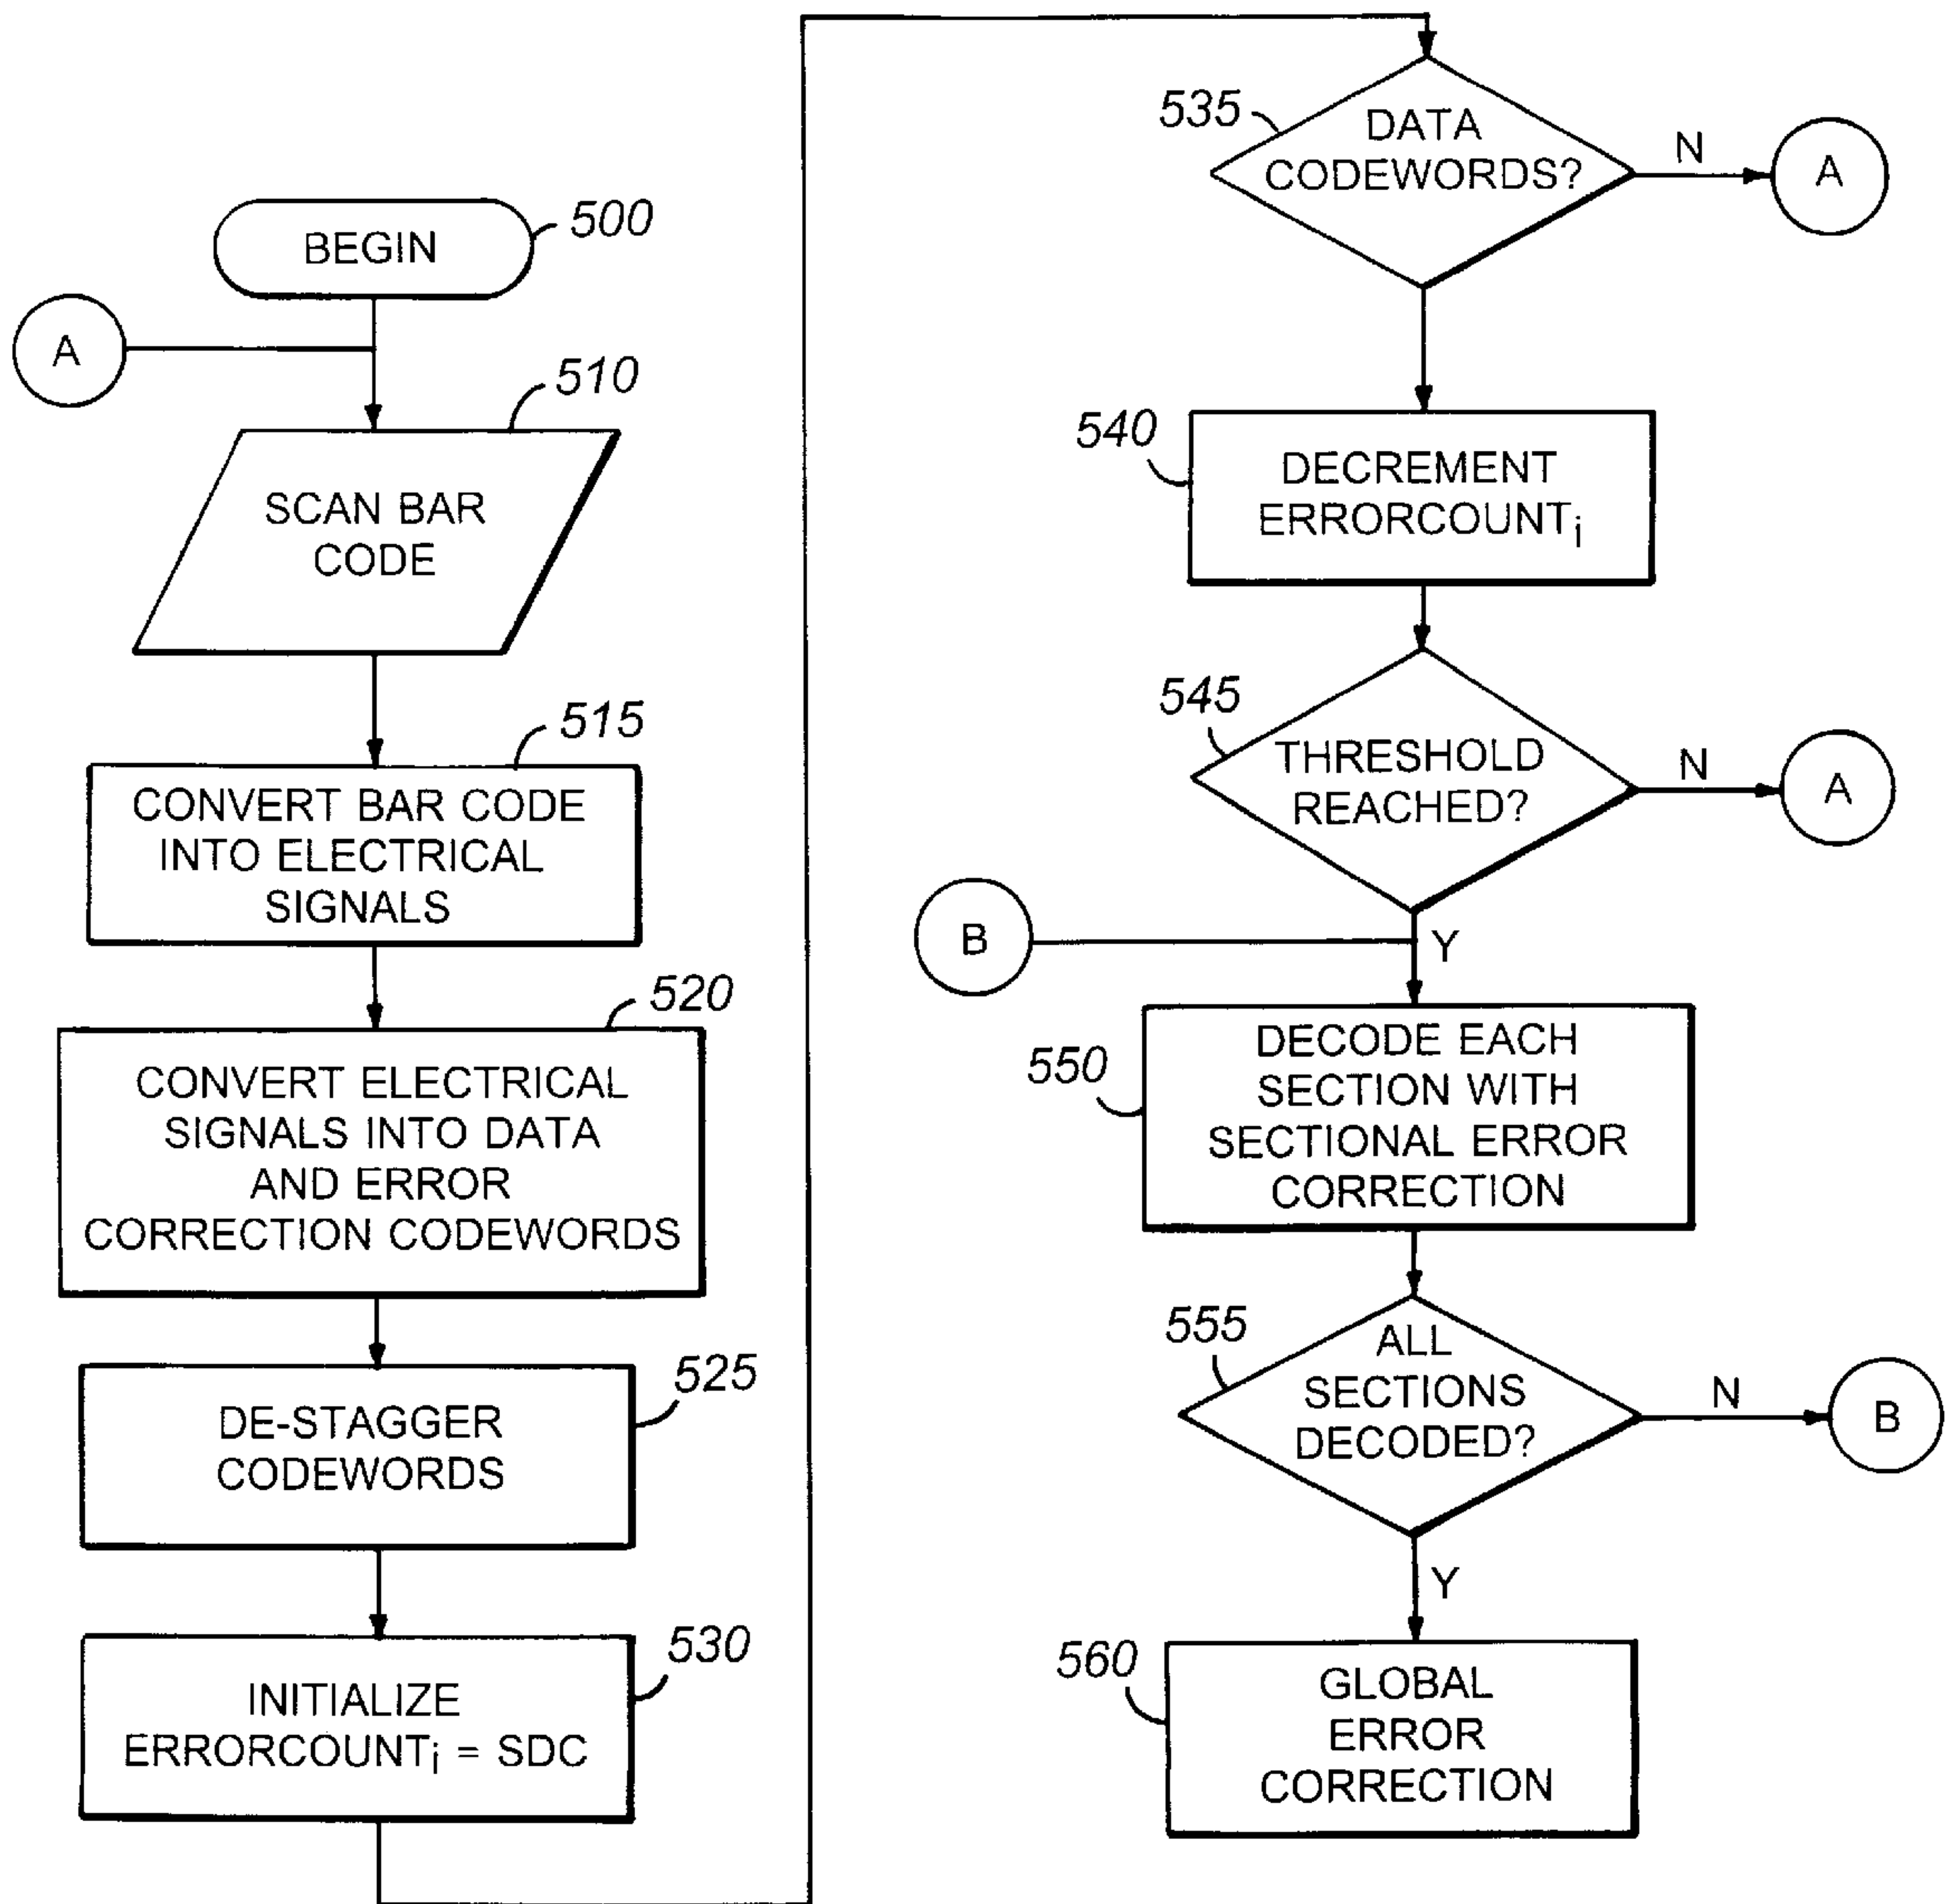 BEGIN
500
A
510
SCAN BAR
CODE
515
CONVERT BAR CODE
INTO ELECTRICAL
SIGNALS
520
CONVERT ELECTRICAL
SIGNALS INTO DATA
AND ERROR
CORRECTION CODEWORDS
525
DE-STAGGER
CODEWORDS
530
INITIALIZE
ERRORCOUNTi = SDC
535
DATA
CODEWORDS?
N
A
540
DECREMENT
ERRORCOUNTi
545
THRESHOLD
REACHED?
N
A
B
Y
550
DECODE EACH
SECTION WITH
SECTIONAL ERROR
CORRECTION
555
ALL
SECTIONS
DECODED?
N
B
Y
560
GLOBAL
ERROR
CORRECTION